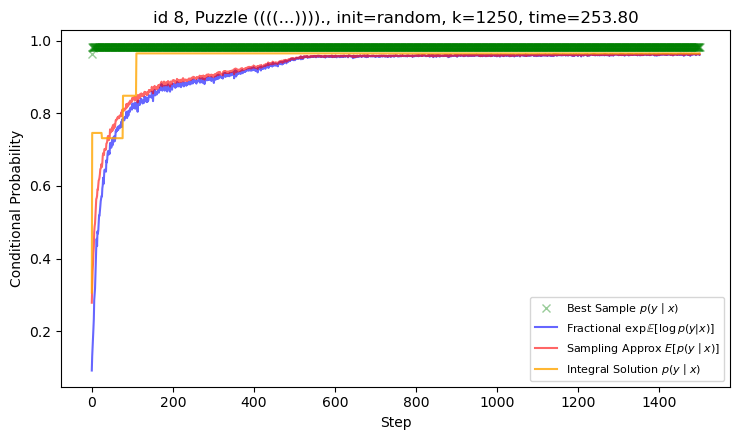 id 8, Puzzle ((((...))))., init=random, k=1250, time=253.80
Conditional Probability
1.0
0.8
0.6
0.4
0.2
Best Sample p(y | x)
Fractional exp𝔼[log p(y|x)]
Sampling Approx E[p(y | x)]
Integral Solution p(y | x)
0 200 400 600 800 1000 1200 1400
Step